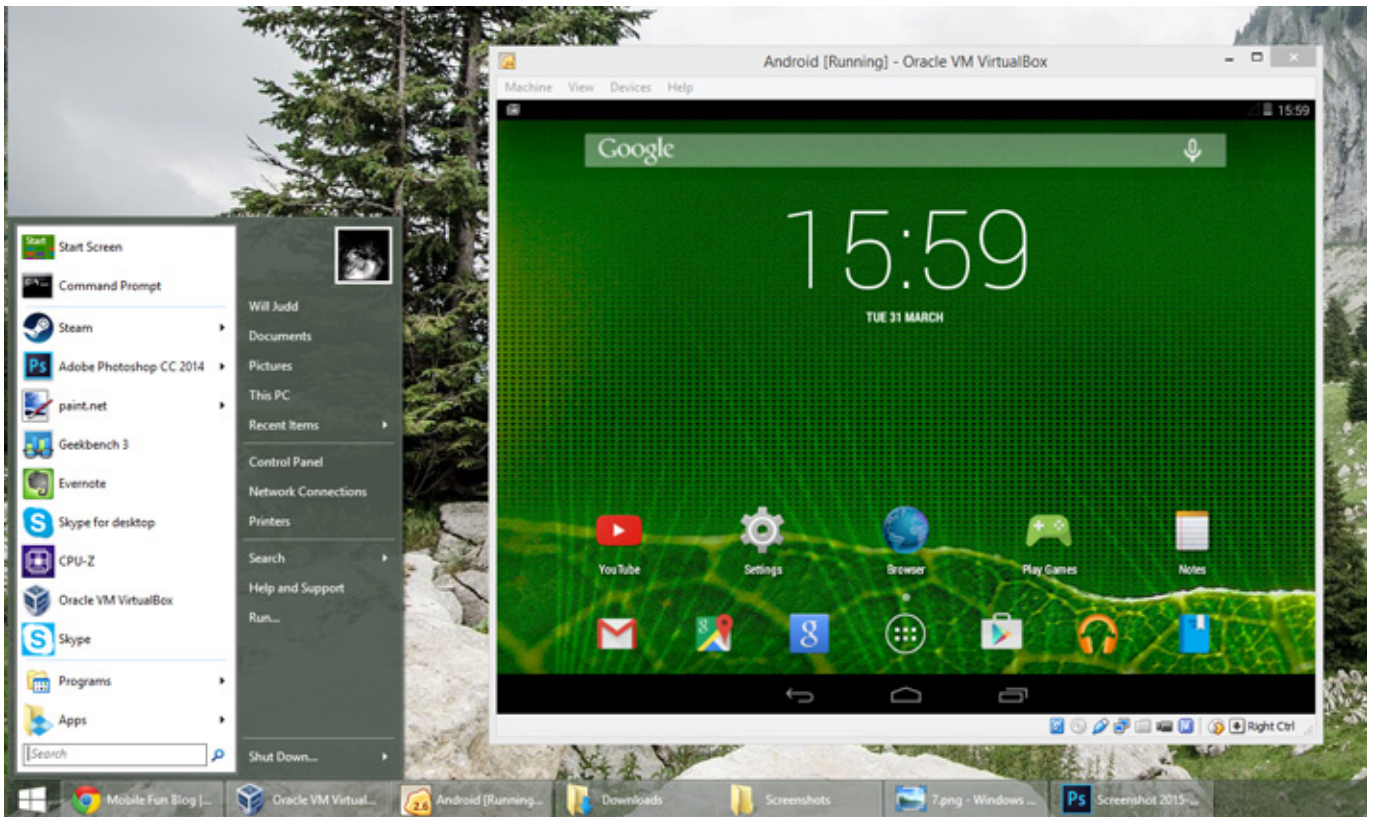 Android [Running] - Oracle VM VirtualBox
Machine View Devices Help
15:59
Google
15:59
TUE 31 MARCH
YouTube Settings Browser Play Games Notes
Right Ctrl
Start Screen
Command Prompt
Steam
Adobe Photoshop CC 2014
paint.net
Geekbench 3
Evernote
Skype for desktop
CPU-Z
Oracle VM VirtualBox
Skype
Programs
Apps
Search
Will Judd
Documents
Pictures
This PC
Recent Items
Control Panel
Network Connections
Printers
Search
Help and Support
Run...
Shut Down...
Mobile Fun Blog |... Oracle VM Virtual... Android [Running... Downloads Screenshots 7.png - Windows ... Screenshot 2015-...